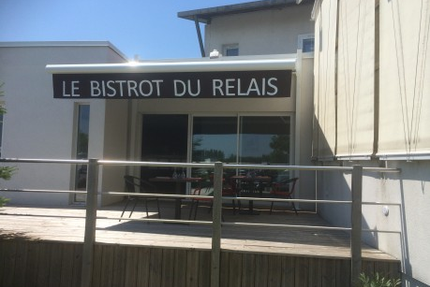 LE BISTROT DU RELAIS